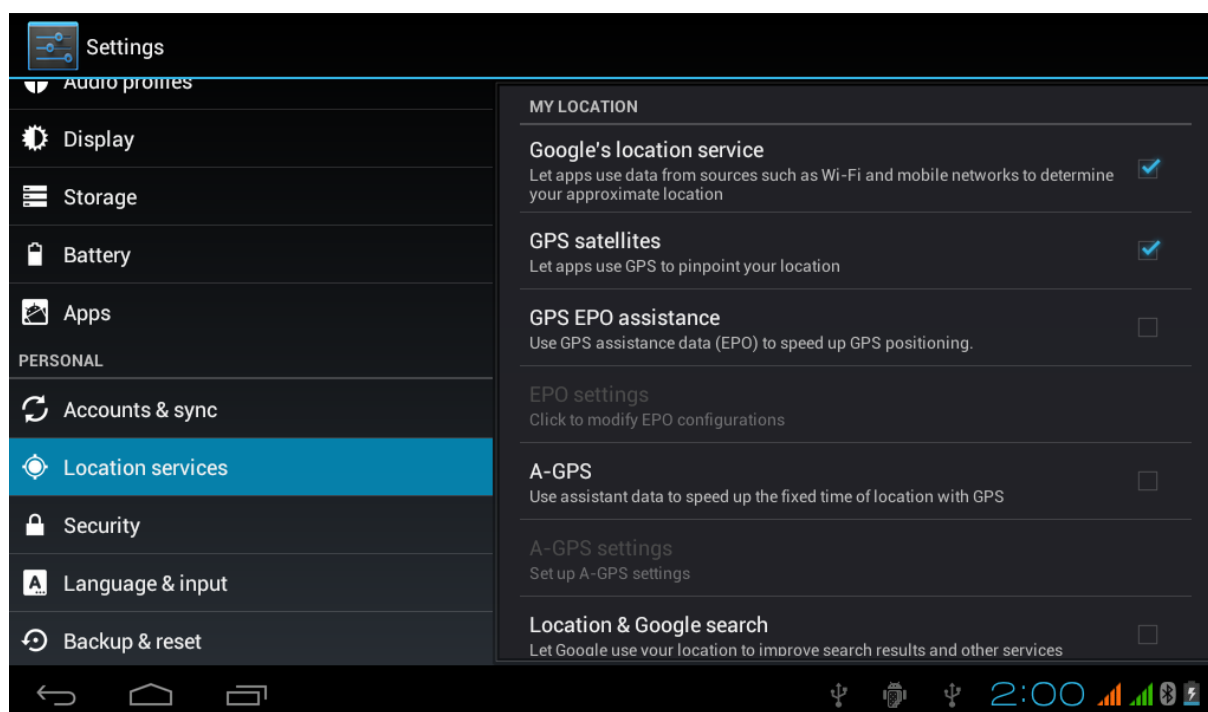 Settings
Audio profiles
Display
Storage
Battery
Apps
PERSONAL
Accounts & sync
Location services
Security
Language & input
Backup & reset
MY LOCATION
Google's location service
Let apps use data from sources such as Wi-Fi and mobile networks to determine
your approximate location
GPS satellites
Let apps use GPS to pinpoint your location
GPS EPO assistance
Use GPS assistance data (EPO) to speed up GPS positioning.
EPO settings
Click to modify EPO configurations
A-GPS
Use assistant data to speed up the fixed time of location with GPS
A-GPS settings
Set up A-GPS settings
Location & Google search
Let Google use your location to improve search results and other services
2:00